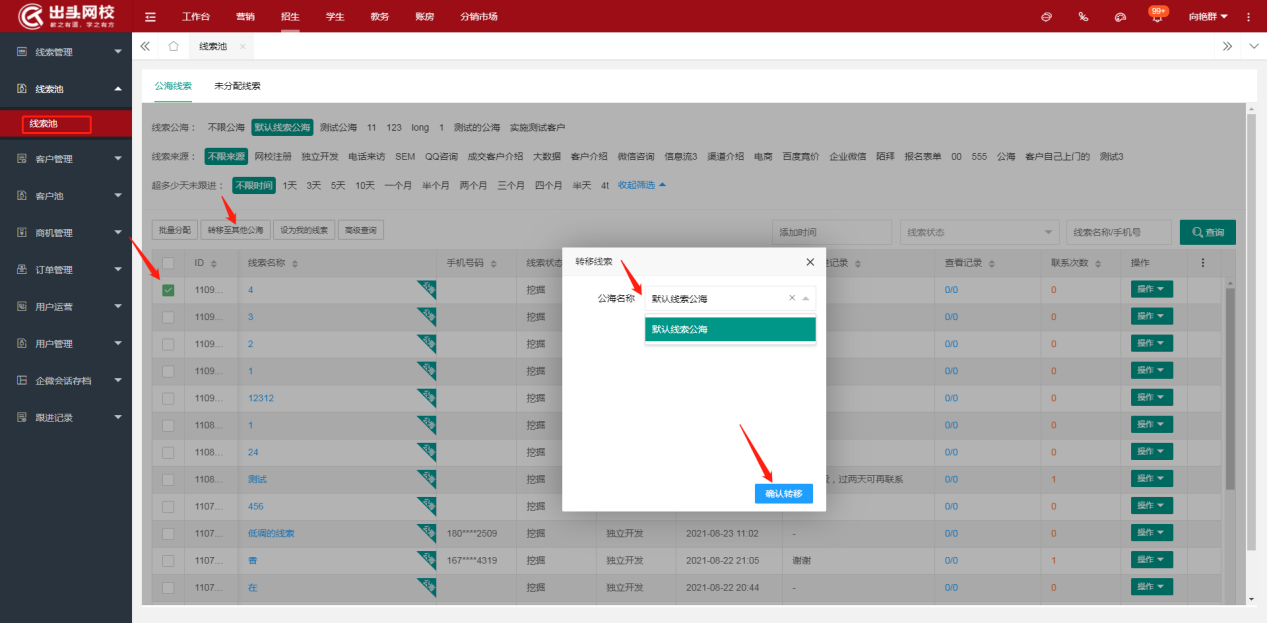 出头网校
教之有道，学之有方
工作台 营销 招生 学生 教务 账房 分销市场
99+
向艳群
线索管理
线索池
线索池
客户管理
客户池
商机管理
订单管理
用户运营
用户管理
企微会话存档
跟进记录
线索池
公海线索 未分配线索
线索公海： 不限公海 默认线索公海 测试公海 11 123 long 1 测试的公海 实施测试客户
线索来源： 不限来源 网校注册 独立开发 电话来访 SEM QQ咨询 成交客户介绍 大数据 客户介绍 微信咨询 信息流3 渠道介绍 电商 百度竞价 企业微信 陌拜 报名表单 00 555 公海 客户自己上门的 测试3
超多少天未跟进： 不限时间 1天 3天 5天 10天 一个月 半个月 两个月 三个月 四个月 半天 4t 收起筛选
批量分配 转移至其他公海 设为我的线索 高级查询 添加时间 线索状态 线索名称/手机号 查询
ID 线索名称 手机号码 线索状态 记录 查看记录 联系次数 操作
1109... 4 公海 挖掘 0/0 0 操作
1109... 3 公海 挖掘 0/0 0 操作
1109... 2 公海 挖掘 0/0 0 操作
1109... 1 公海 挖掘 0/0 0 操作
1109... 12312 公海 挖掘 0/0 0 操作
1108... 1 公海 挖掘 0/0 0 操作
1108... 24 公海 挖掘 0/0 0 操作
1108... 测试 公海 挖掘 ，过两天可再联系 0/0 1 操作
1107... 456 公海 挖掘 0/0 0 操作
1107... 低调的线索 公海 180****2509 挖掘 独立开发 2021-08-23 11:02 - 0/0 0 操作
1107... 公海 167****4319 挖掘 独立开发 2021-08-22 21:05 谢谢 0/0 1 操作
1107... 在 公海 挖掘 独立开发 2021-08-22 20:44 - 0/0 0 操作
转移线索
公海名称 默认线索公海
默认线索公海
确认转移